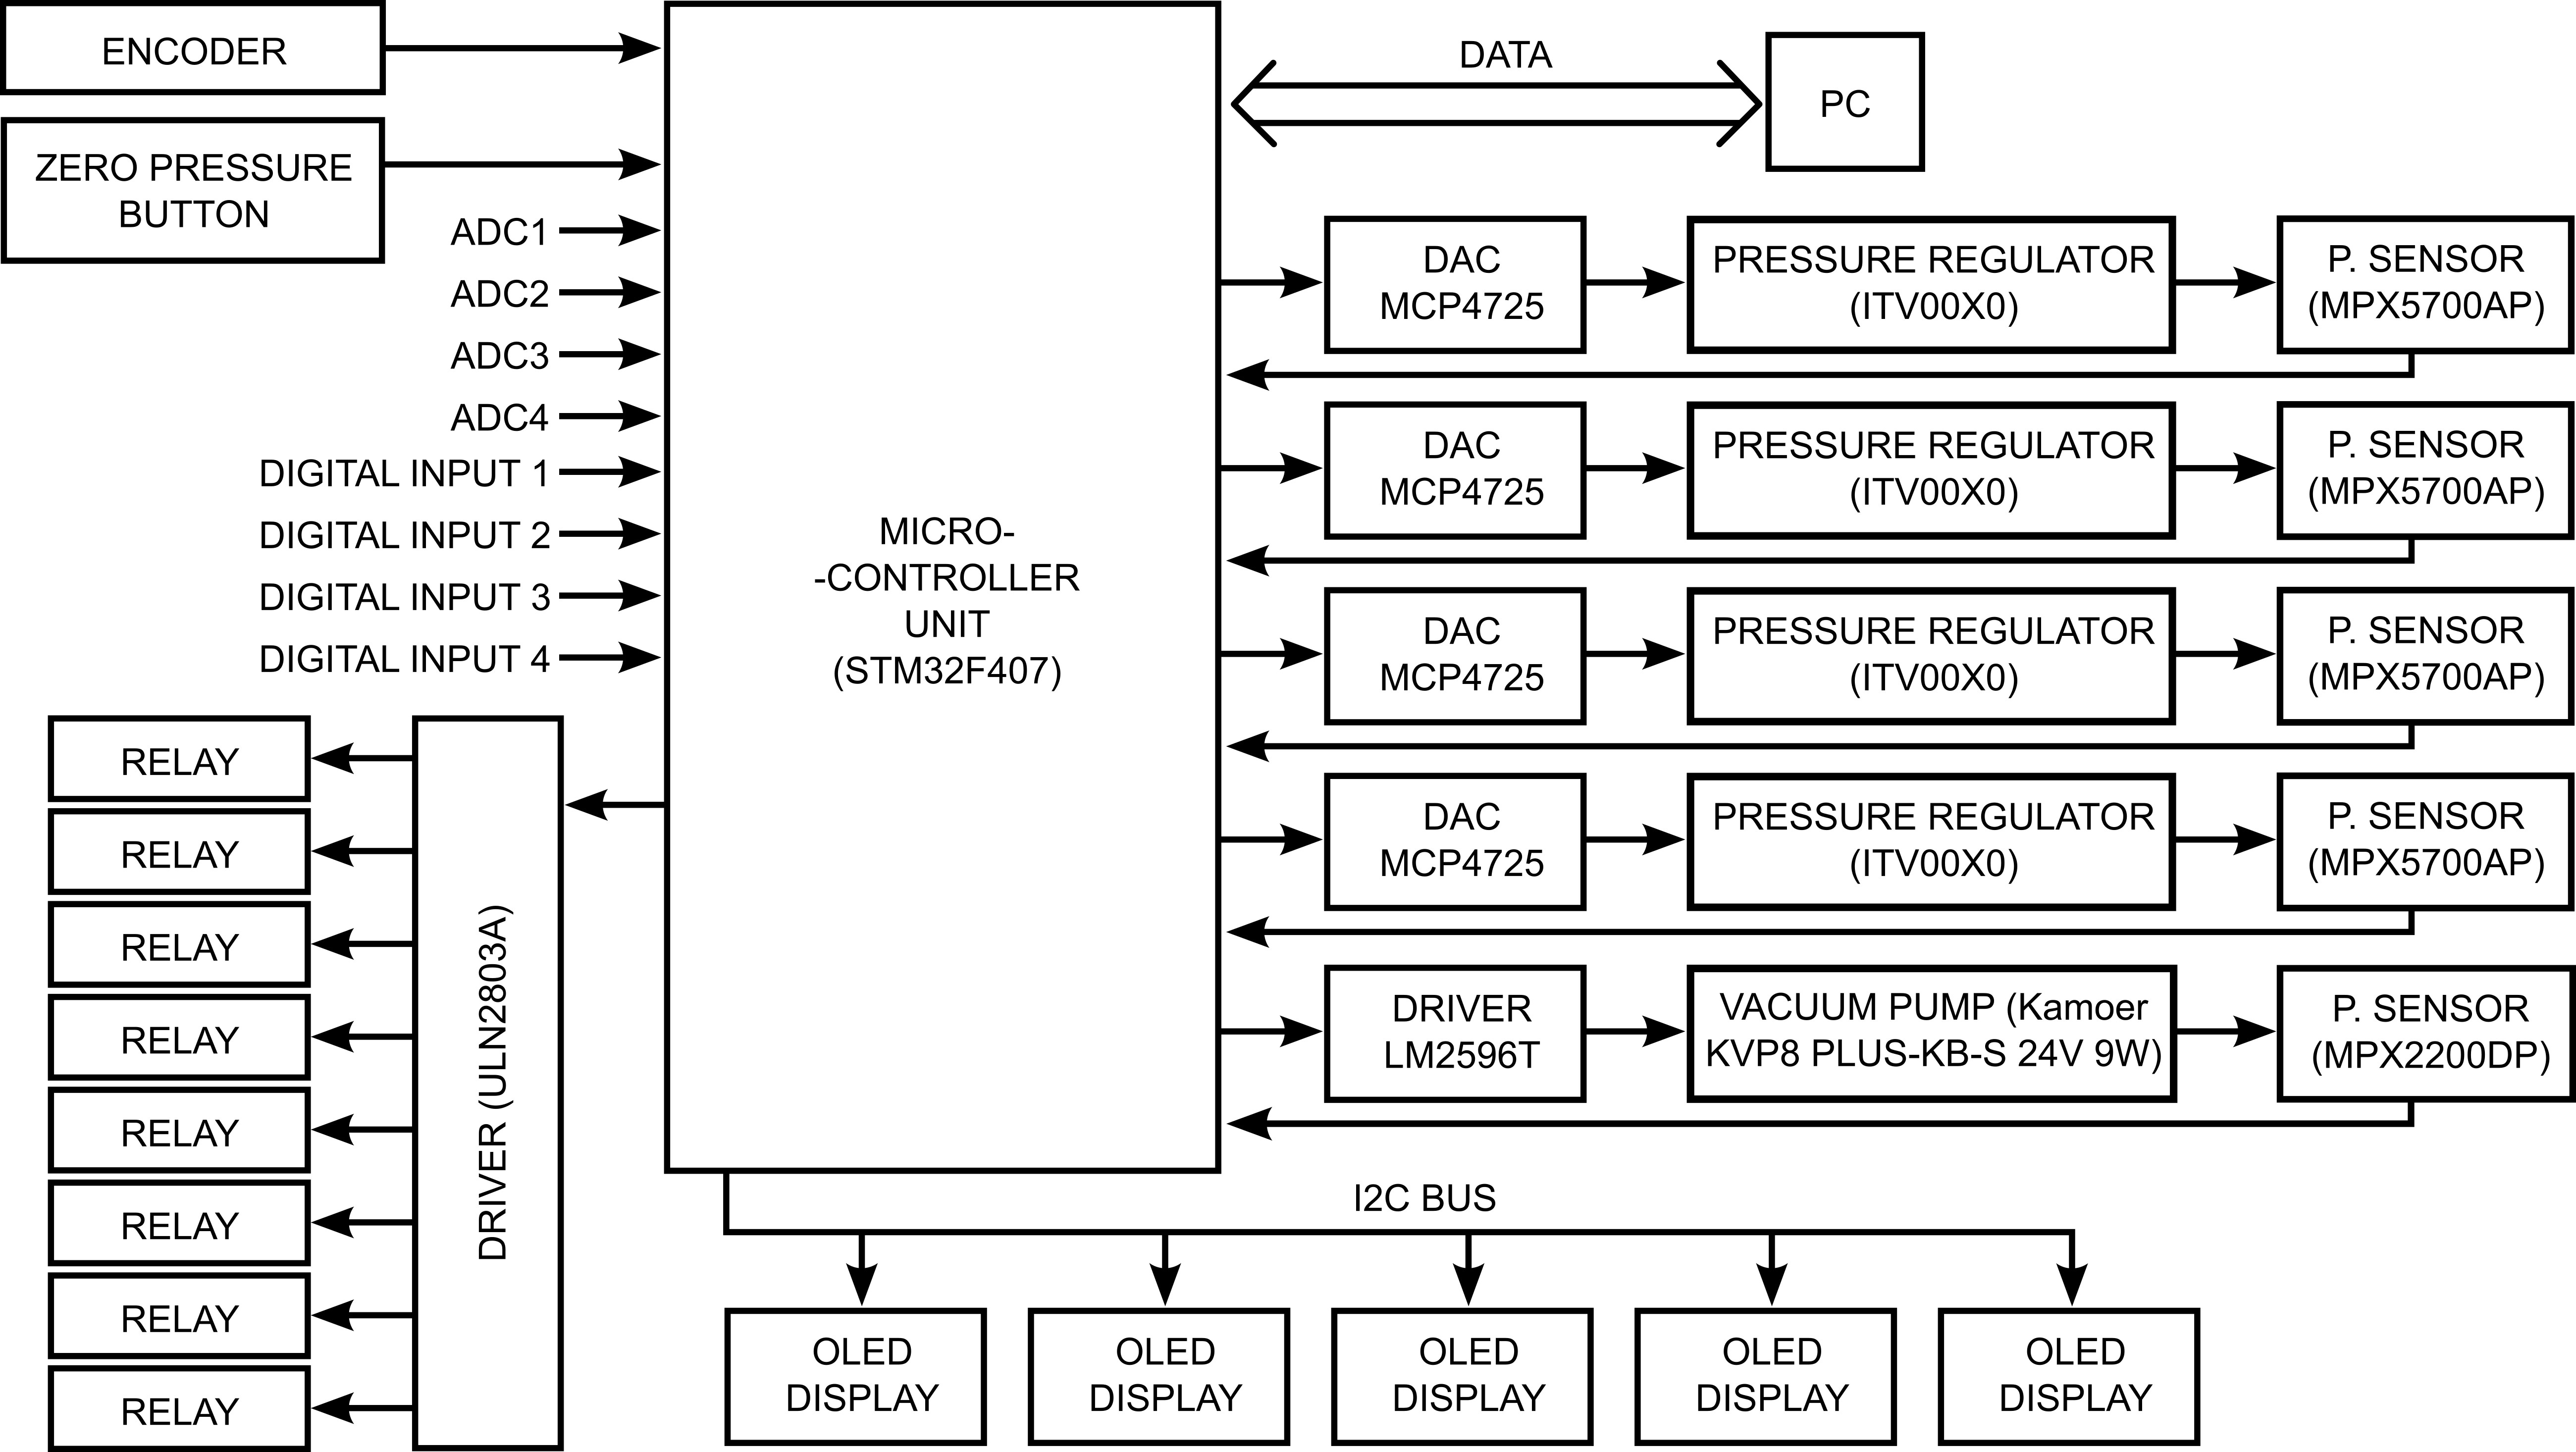 ENCODER
ZERO PRESSURE
BUTTON
ADC1
ADC2
ADC3
ADC4
DIGITAL INPUT 1
DIGITAL INPUT 2
DIGITAL INPUT 3
DIGITAL INPUT 4
RELAY
RELAY
RELAY
RELAY
RELAY
RELAY
RELAY
RELAY
DRIVER (ULN2803A)
MICRO-
-CONTROLLER
UNIT
(STM32F407)
DATA
PC
DAC
MCP4725
PRESSURE REGULATOR
(ITV00X0)
P. SENSOR
(MPX5700AP)
DAC
MCP4725
PRESSURE REGULATOR
(ITV00X0)
P. SENSOR
(MPX5700AP)
DAC
MCP4725
PRESSURE REGULATOR
(ITV00X0)
P. SENSOR
(MPX5700AP)
DAC
MCP4725
PRESSURE REGULATOR
(ITV00X0)
P. SENSOR
(MPX5700AP)
DRIVER
LM2596T
VACUUM PUMP (Kamoer
KVP8 PLUS-KB-S 24V 9W)
P. SENSOR
(MPX2200DP)
I2C BUS
OLED
DISPLAY
OLED
DISPLAY
OLED
DISPLAY
OLED
DISPLAY
OLED
DISPLAY